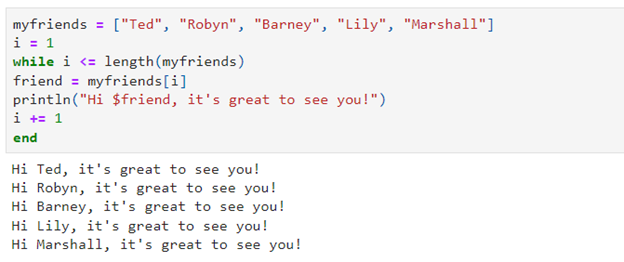 myfriends = ["Ted", "Robyn", "Barney", "Lily", "Marshall"]
i = 1
while i <= length(myfriends)
friend = myfriends[i]
println("Hi $friend, it's great to see you!")
i += 1
end
Hi Ted, it's great to see you!
Hi Robyn, it's great to see you!
Hi Barney, it's great to see you!
Hi Lily, it's great to see you!
Hi Marshall, it's great to see you!